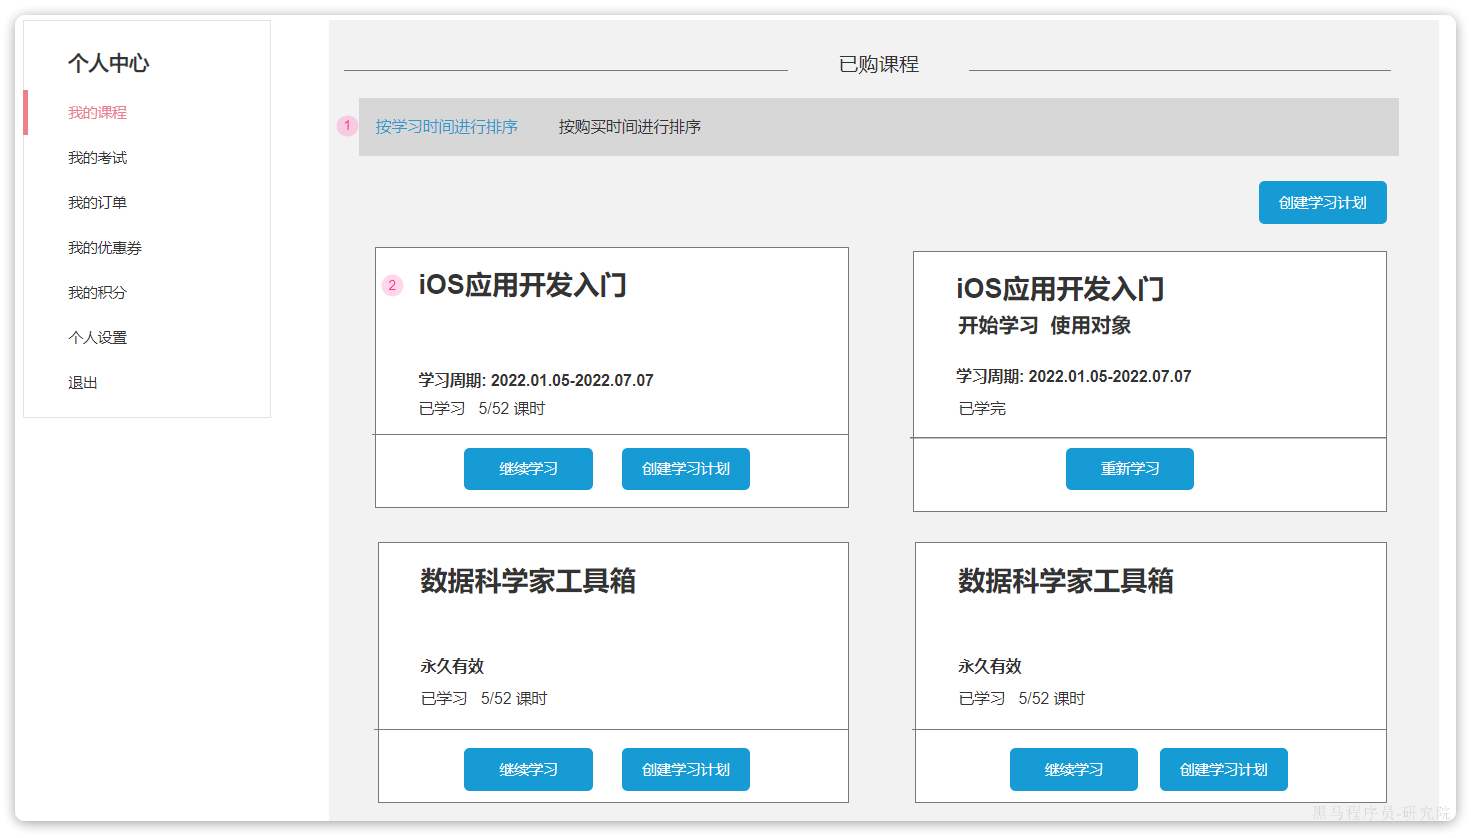 个人中心
我的课程
我的考试
我的订单
我的优惠券
我的积分
个人设置
退出
已购课程
1 按学习时间进行排序 按购买时间进行排序
创建学习计划
2 iOS应用开发入门
学习周期: 2022.01.05-2022.07.07
已学习 5/52 课时
继续学习 创建学习计划
iOS应用开发入门
开始学习 使用对象
学习周期: 2022.01.05-2022.07.07
已学完
重新学习
数据科学家工具箱
永久有效
已学习 5/52 课时
继续学习 创建学习计划
数据科学家工具箱
永久有效
已学习 5/52 课时
继续学习 创建学习计划
黑马程序员-研究院